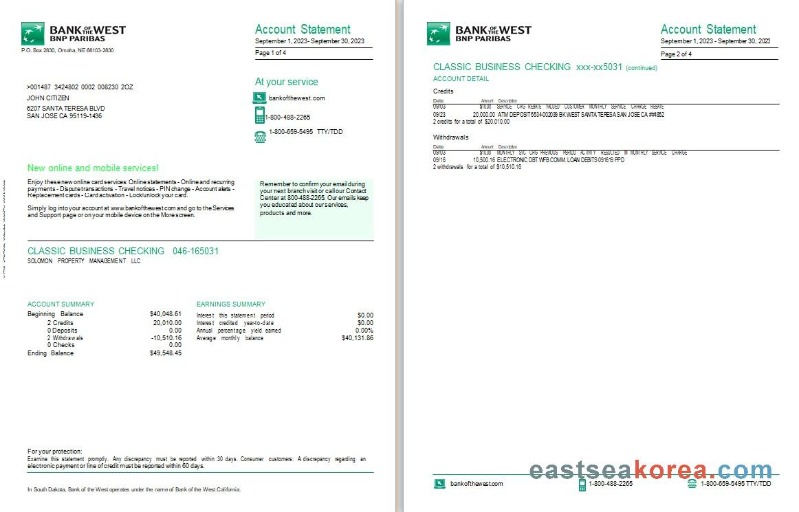 BANK OF THE WEST
BNP PARIBAS
P.O. Box 2830, Omaha, NE 68103-2830
Account Statement
September 1, 2023- September 30, 2023
Page 1 of 4
>001487 3424802 0002 008230 2OZ
JOHN CITIZEN
6207 SANTA TERESA BLVD
SAN JOSE CA 95119-1436
At your service
bankofthewest.com
1-800-488-2265
1-800-659-5495 TTY/TDD
New online and mobile services!
Enjoy these new online card services: Online statements - Online and recurring
payments - Dispute transactions - Travel notices - PIN change - Account alerts -
Replacement cards - Card activation - Lock/unlock your card.
Simply log into your account at www.bankofthewest.com and go to the Services
and Support page or on your mobile device on the More screen.
Remember to confirm your email during
your next branch visit or call our Contact
Center at 800-488-2265. Our emails keep
you educated about our services,
products and more.
CLASSIC BUSINESS CHECKING 046-165031
SOLOMON PROPERTY MANAGEMENT LLC
ACCOUNT SUMMARY
Beginning Balance $40,048.61
2 Credits 20,010.00
0 Deposits 0.00
2 Withdrawals -10,510.16
0 Checks 0.00
Ending Balance $49,548.45
EARNINGS SUMMARY
Interest this statement period $0.00
Interest credited year-to-date $0.00
Annual percentage yield earned 0.00%
Average monthly balance $40,131.86
For your protection:
Examine this statement promptly. Any discrepancy must be reported within 30 days. Consumer customers: A discrepancy regarding an
electronic payment or line of credit must be reported within 60 days.
In South Dakota, Bank of the West operates under the name of Bank of the West California.
BANK OF THE WEST
BNP PARIBAS
Account Statement
September 1, 2023 - September 30, 2023
Page 2 of 4
CLASSIC BUSINESS CHECKING xxx-xx5031 (continued)
ACCOUNT DETAIL
Credits
Date Amount Description
09/03 $10.00 SERVICE CHRG REBATE CUSTOMER MONTHLY SERVICE CHARGE REBATE
09/23 20,000.00 ATM DEPOSIT BK WEST SANTA TERESA SAN JOSE CA
2 credits for a total of $20,010.00
Withdrawals
Date Amount Description
09/03 $10.00 MONTHLY SVC CHG PREVIOUS PERIOD ACTIVITY RESULTED IN MONTHLY SERVICE CHARGE
09/16 10,500.16 ELECTRONIC DBT WFB COMM. LOAN DEBITS 091619 PPD
2 withdrawals for a total of $10,510.16
eastseakorea.com
bankofthewest.com
1-800-488-2265
1-800-659-5495 TTY/TDD